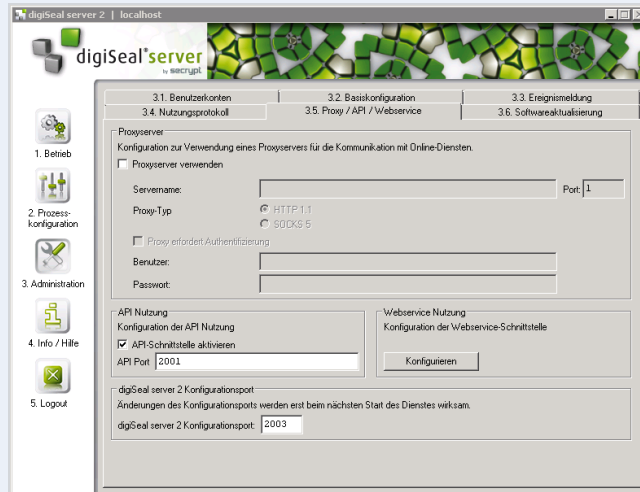 digiSeal server 2 | localhost
digiSeal®server
by secrypt
3.1. Benutzerkonten
3.2. Basiskonfiguration
3.3. Ereignismeldung
3.4. Nutzungsprotokoll
3.5. Proxy / API / Webservice
3.6. Softwareaktualisierung
1. Betrieb
2. Prozess-
konfiguration
3. Administration
4. Info / Hilfe
5. Logout
Proxyserver
Konfiguration zur Verwendung eines Proxyservers für die Kommunikation mit Online-Diensten.
Proxyserver verwenden
Servername:
Port: 1
Proxy-Typ
HTTP 1.1
SOCKS 5
Proxy erfordert Authentifizierung
Benutzer:
Passwort:
API Nutzung
Konfiguration der API Nutzung
API-Schnittstelle aktivieren
API Port 2001
Webservice Nutzung
Konfiguration der Webservice-Schnittstelle
Konfigurieren
digiSeal server 2 Konfigurationsport
Änderungen des Konfigurationsports werden erst beim nächsten Start des Dienstes wirksam.
digiSeal server 2 Konfigurationsport: 2003